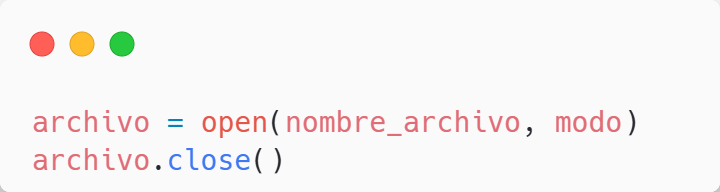 archivo = open(nombre_archivo, modo)
archivo.close()